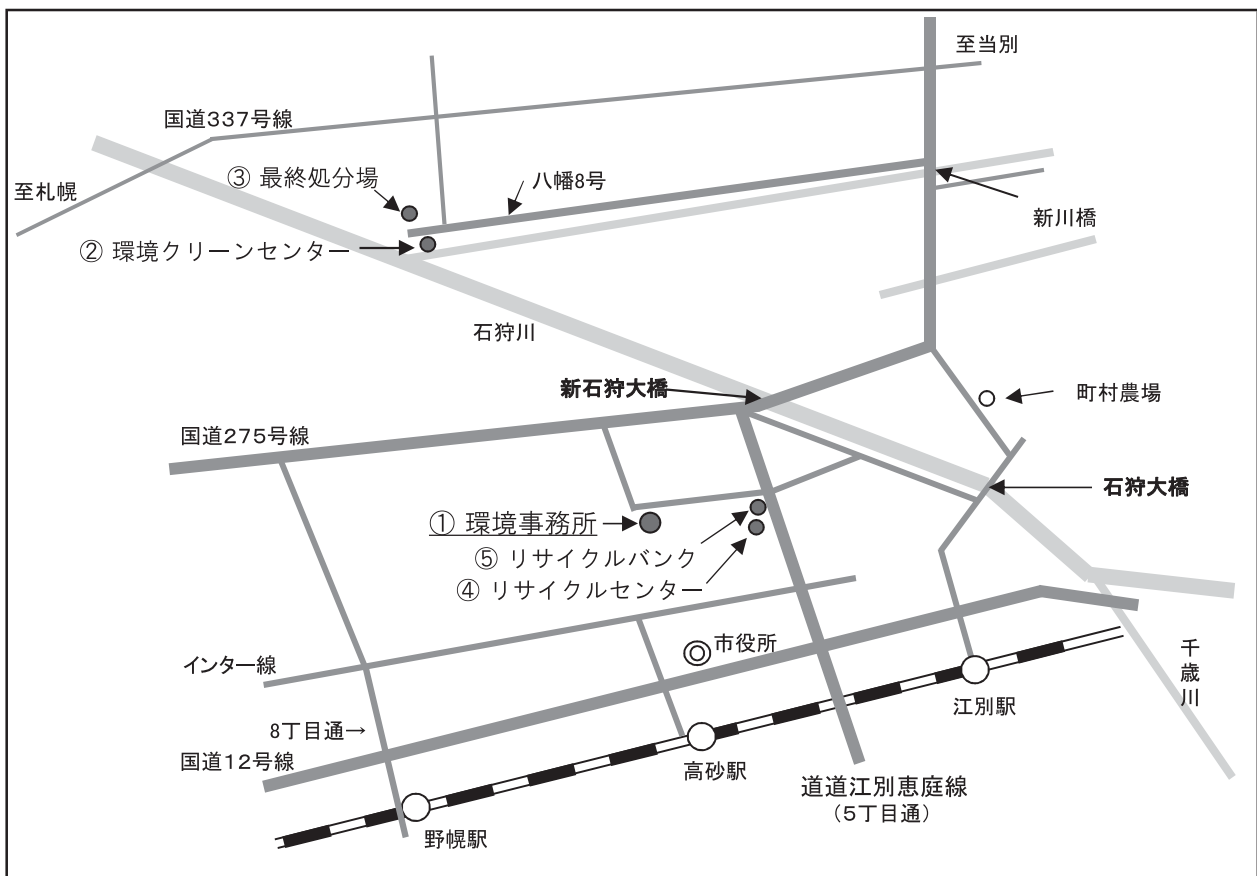 至当別
国道337号線
③ 最終処分場
八幡8号
至札幌
新川橋
② 環境クリーンセンター
石狩川
新石狩大橋
町村農場
国道275号線
石狩大橋
① 環境事務所
⑤ リサイクルバンク
④ リサイクルセンター
市役所
インター線
千歳川
江別駅
8丁目通→
国道12号線
高砂駅
道道江別恵庭線
(5丁目通)
野幌駅